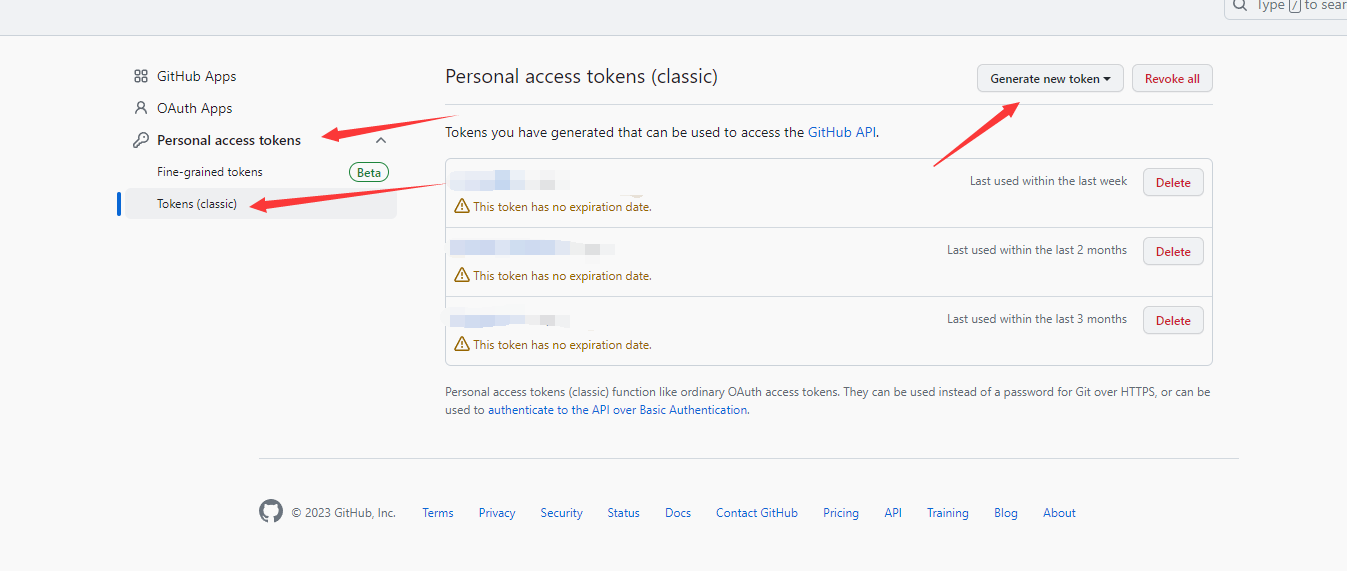 Type / to sear
GitHub Apps
OAuth Apps
Personal access tokens
Fine-grained tokens
Beta
Tokens (classic)
Personal access tokens (classic)
Generate new token
Revoke all
Tokens you have generated that can be used to access the GitHub API.
Last used within the last week
Delete
This token has no expiration date.
Last used within the last 2 months
Delete
This token has no expiration date.
Last used within the last 3 months
Delete
This token has no expiration date.
Personal access tokens (classic) function like ordinary OAuth access tokens. They can be used instead of a password for Git over HTTPS, or can be
used to authenticate to the API over Basic Authentication.
© 2023 GitHub, Inc.
Terms
Privacy
Security
Status
Docs
Contact GitHub
Pricing
API
Training
Blog
About